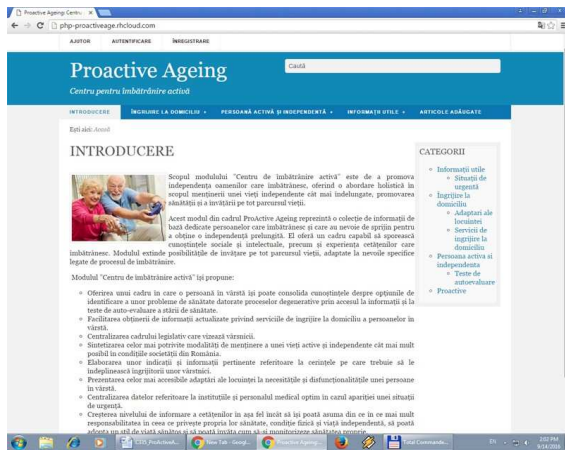 Proactive Ageing: Centru
php-proactiveage.rhcloud.com
AJUTOR AUTENTIFICARE ÎNREGISTRARE
Proactive Ageing
Caută
Centru pentru îmbătrânire activă
INTRODUCERE ÎNGRIJIRE LA DOMICILIU PERSOANĂ ACTIVĂ ȘI INDEPENDENTĂ INFORMAȚII UTILE ARTICOLE ADĂUGATE
Ești aici: Acasă
INTRODUCERE
Scopul modulului "Centru de îmbătrânire activă" este de a promova
independența oamenilor care îmbătrânesc, oferind o abordare holistică în
scopul menținerii unei vieți independente cât mai îndelungate, promovarea
sănătății și a învățării pe tot parcursul vieții.
Acest modul din cadrul ProActive Ageing reprezintă o colecție de informații de
bază dedicate persoanelor care îmbătrânesc și care au nevoie de sprijin pentru
a obține o independență prelungită. El oferă un cadru capabil să sporească
cunoștințele sociale și intelectuale, precum și experiența cetățenilor care
îmbătrânesc. Modulul extinde posibilitățile de învățare pe tot parcursul vieții, adaptate la nevoile specifice
legate de procesul de îmbătrânire.
Modulul "Centru de îmbătrânire activă" își propune:
Oferirea unui cadru în care o persoană în vârstă își poate consolida cunoștințele despre opțiunile de
identificare a unor probleme de sănătate datorate proceselor degenerative prin accesul la informații și la
teste de auto-evaluare a stării de sănătate.
Facilitarea obținerii de informații actualizate privind serviciile de îngrijire la domiciliu a persoanelor în
vârstă.
Centralizarea cadrului legislativ care vizează vârsnicii.
Sintetizarea celor mai potrivite modalități de menținere a unei vieți active și independente cât mai mult
posibil în condițiile societății din România.
Elaborarea unor indicații și informații pertinente referitoare la cerințele pe care trebuie să le
îndeplinească îngrijitorii unor vârstnici.
Prezentarea celor mai accesibile adaptări ale locuinței la necesitățile și disfuncționalitățile unei persoane
în vârstă.
Centralizarea datelor referitoare la instituțiile și personalul medical optim în cazul apariției unei situații
de urgență.
Creșterea nivelului de informare a cetățenilor în așa fel încât să își poată asuma din ce în ce mai mult
responsabilitatea în ceea ce privește propria lor sănătate, condiție fizică și viață independentă, să poată
adopta un stil de viață sănătos și să poată învăța cum să-și monitorizeze sănătatea proprie.
CATEGORII
Informații utile
Situații de
urgență
Îngrijire la
domiciliu
Adaptari ale
locuintei
Servicii de
ingrijire la
domiciliu
Persoana activa si
independenta
Teste de
autoevaluare
Proactive
New Tab - Googl...
Proactive Ageing...
Total Commande...
EN
2:03 PM